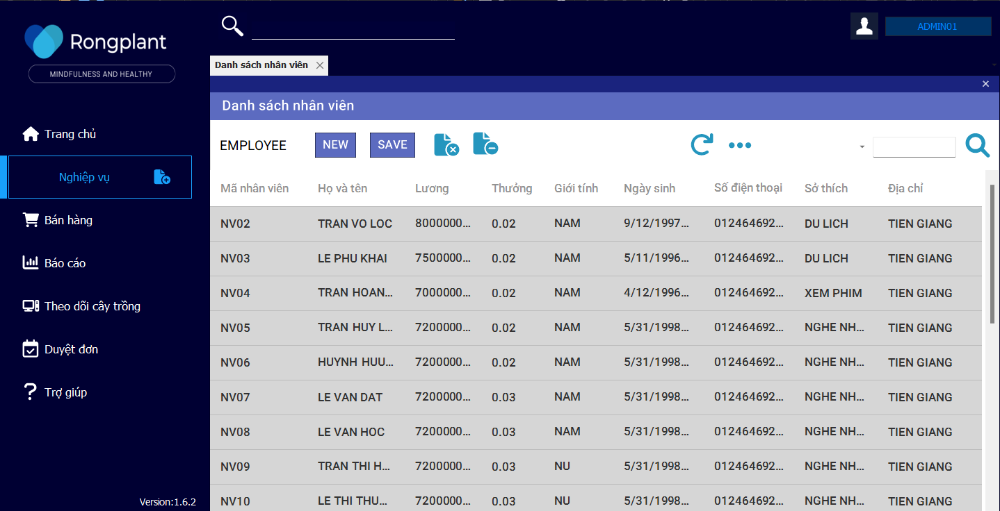 Rongplant
MINDFULNESS AND HEALTHY
Trang chủ
Nghiệp vụ
Bán hàng
Báo cáo
Theo dõi cây trồng
Duyệt đơn
Trợ giúp
Version:1.6.2
ADMIN01
Danh sách nhân viên
Danh sách nhân viên
EMPLOYEE NEW SAVE
Mã nhân viên Họ và tên Lương Thưởng Giới tính Ngày sinh Số điện thoại Sở thích Địa chỉ
NV02 TRAN VO LOC 8000000... 0.02 NAM 9/12/1997... 012464692... DU LICH TIEN GIANG
NV03 LE PHU KHAI 7500000... 0.02 NAM 5/11/1996... 012464692... DU LICH TIEN GIANG
NV04 TRAN HOAN... 7000000... 0.02 NAM 4/12/1996... 012464692... XEM PHIM TIEN GIANG
NV05 TRAN HUY L... 7200000... 0.02 NAM 5/31/1998... 012464692... NGHE NH... TIEN GIANG
NV06 HUYNH HUU... 7200000... 0.02 NAM 5/31/1998... 012464692... NGHE NH... TIEN GIANG
NV07 LE VAN DAT 7200000... 0.03 NAM 5/31/1998... 012464692... NGHE NH... TIEN GIANG
NV08 LE VAN HOC 7200000... 0.03 NAM 5/31/1998... 012464692... NGHE NH... TIEN GIANG
NV09 TRAN THI H... 7200000... 0.03 NU 5/31/1998... 012464692... NGHE NH... TIEN GIANG
NV10 LE THI THU... 7200000... 0.03 NU 5/31/1998... 012464692... NGHE NH... TIEN GIANG